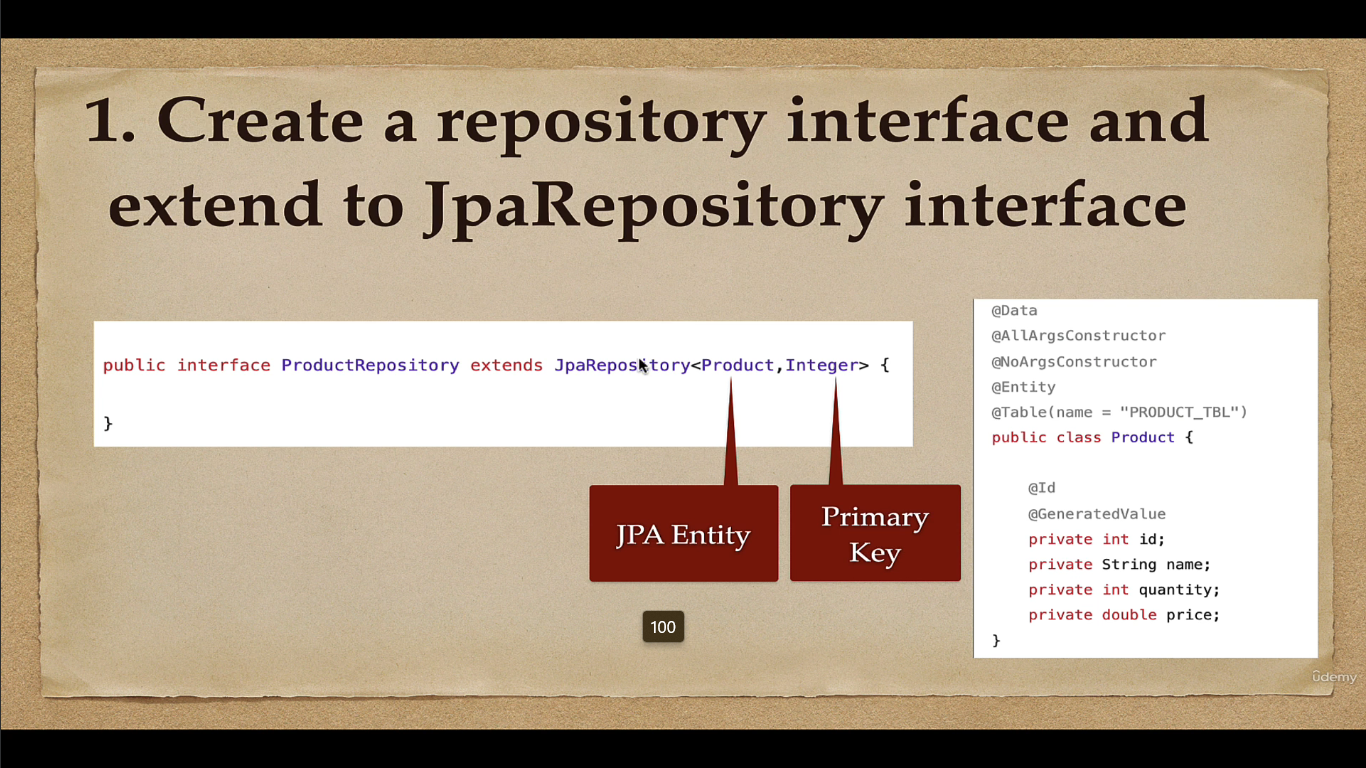 1. Create a repository interface and
extend to JpaRepository interface
public interface ProductRepository extends JpaRepository<Product,Integer> {
}
JPA Entity
Primary
Key
100
@Data
@AllArgsConstructor
@NoArgsConstructor
@Entity
@Table(name = "PRODUCT_TBL")
public class Product {
@Id
@GeneratedValue
private int id;
private String name;
private int quantity;
private double price;
}
ûdemy